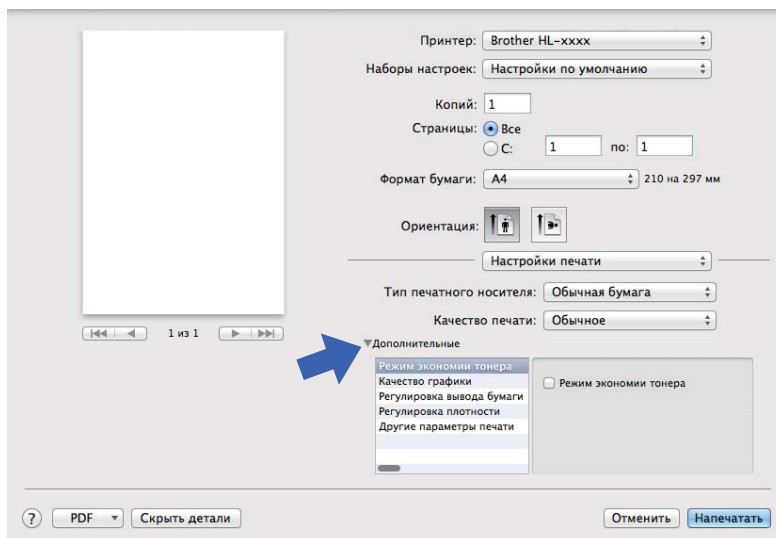 Принтер: Brother HL-xxxx
Наборы настроек: Настройки по умолчанию
Копий: 1
Страницы: Все
С: 1 по: 1
Формат бумаги: A4 210 на 297 мм
Ориентация:
Настройки печати
Тип печатного носителя: Обычная бумага
Качество печати: Обычное
1 из 1
Дополнительные
Режим экономии тонера
Качество графики
Регулировка вывода бумаги
Регулировка плотности
Другие параметры печати
Режим экономии тонера
? PDF Скрыть детали Отменить Напечатать